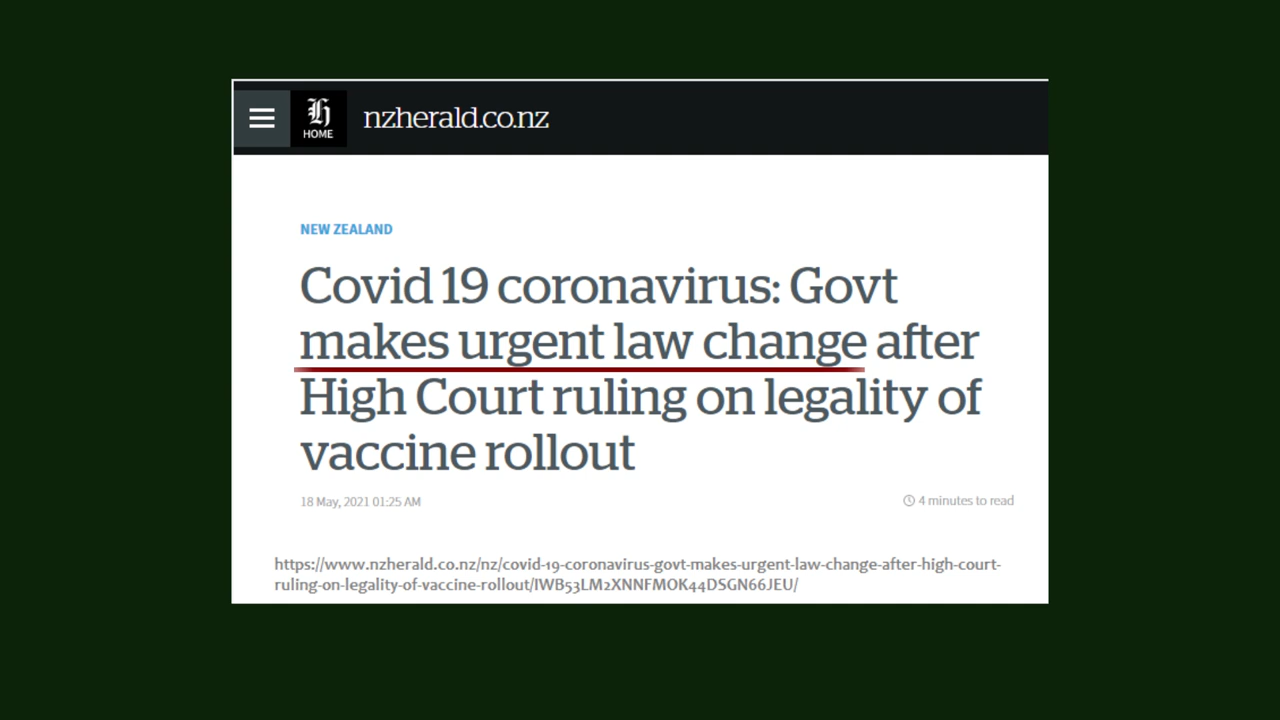 HOME
nzherald.co.nz
NEW ZEALAND
Covid 19 coronavirus: Govt
makes urgent law change after
High Court ruling on legality of
vaccine rollout
18 May, 2021 01:25 AM
4 minutes to read
https://www.nzherald.co.nz/nz/covid-19-coronavirus-govt-makes-urgent-law-change-after-high-court-
ruling-on-legality-of-vaccine-rollout/IWB53LM2XNNFMOK44DSGN66JEU/